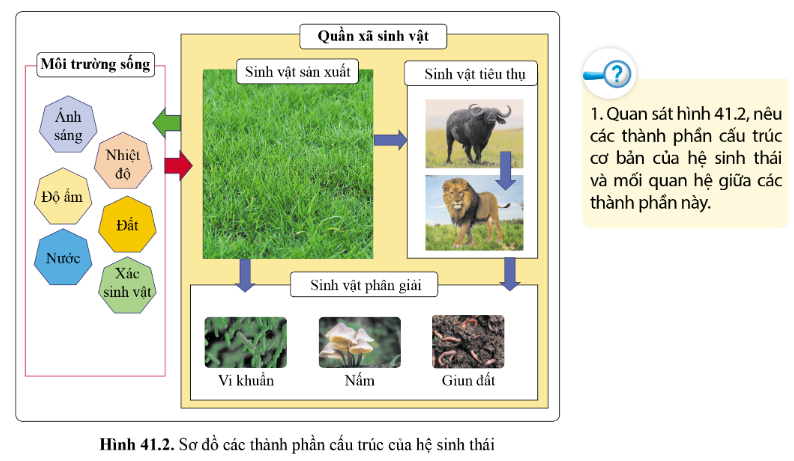 Quần xã sinh vật
Môi trường sống
Ánh
sáng
Nhiệt
độ
Độ ẩm
Đất
Nước
Xác
sinh vật
Sinh vật sản xuất
Sinh vật tiêu thụ
Sinh vật phân giải
Vi khuẩn
Nấm
Giun đất
Hình 41.2. Sơ đồ các thành phần cấu trúc của hệ sinh thái
?
1. Quan sát hình 41.2, nêu
các thành phần cấu trúc
cơ bản của hệ sinh thái
và mối quan hệ giữa các
thành phần này.